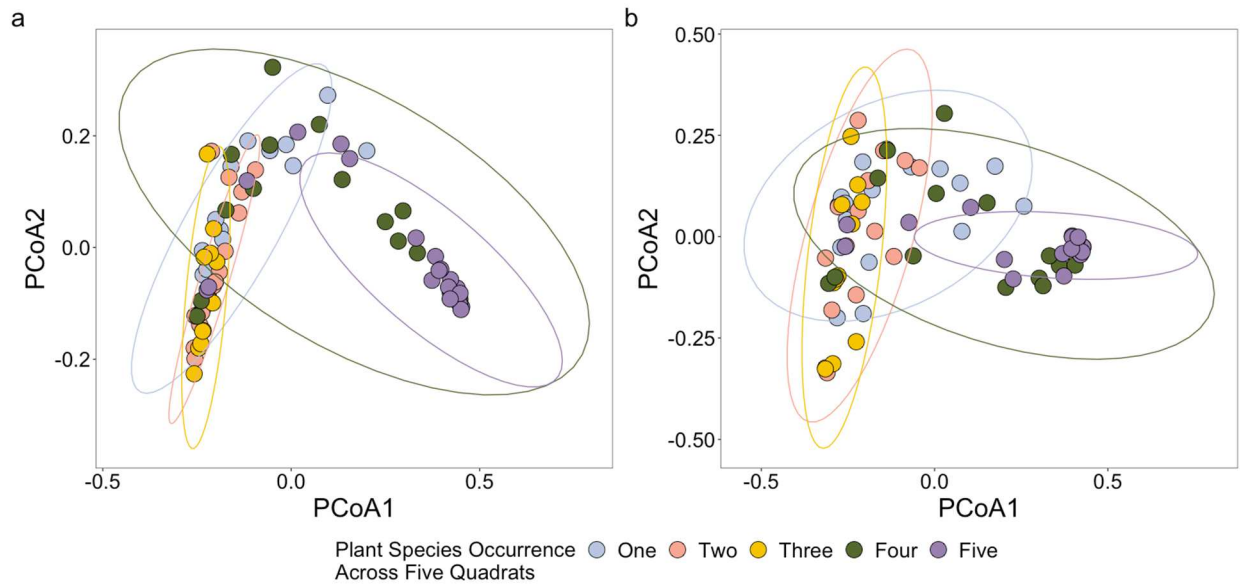 a
0.2
0.0
-0.2
PCoA2
-0.5
0.0
0.5
PCoA1
b
0.50
0.25
0.00
-0.25
-0.50
PCoA2
-0.5
0.0
0.5
PCoA1
Plant Species Occurrence
Across Five Quadrats
One
Two
Three
Four
Five